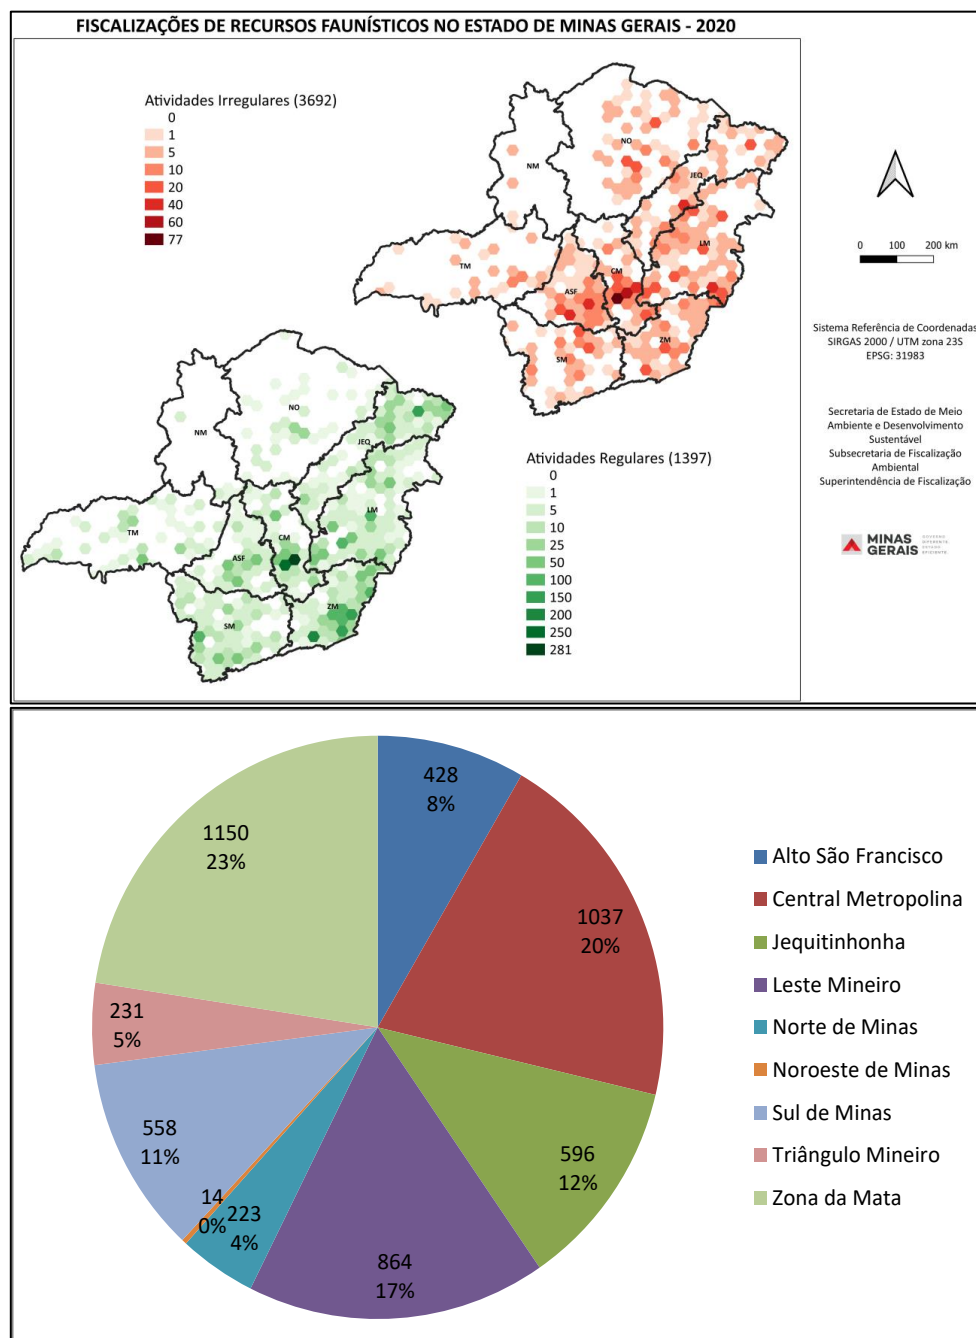 FISCALIZAÇÕES DE RECURSOS FAUNÍSTICOS NO ESTADO DE MINAS GERAIS - 2020
Atividades Irregulares (3692)
0
1
5
10
20
40
60
77
NM
NO
JEQ
TM
ASF
CM
LM
SM
ZM
0 100 200 km
Sistema Referência de Coordenadas
SIRGAS 2000 / UTM zona 23S
EPSG: 31983
Secretaria de Estado de Meio
Ambiente e Desenvolvimento
Sustentável
Subsecretaria de Fiscalização
Ambiental
Superintendência de Fiscalização
MINAS
GERAIS
GOVERNO
DIFERENTE.
ESTADO
EFICIENTE.
NM
NO
JEQ
TM
ASF
CM
LM
SM
ZM
Atividades Regulares (1397)
0
1
5
10
25
50
100
150
200
250
281
428
8%
1037
20%
596
12%
864
17%
223
4%
14
0%
558
11%
231
5%
1150
23%
Alto São Francisco
Central Metropolina
Jequitinhonha
Leste Mineiro
Norte de Minas
Noroeste de Minas
Sul de Minas
Triângulo Mineiro
Zona da Mata